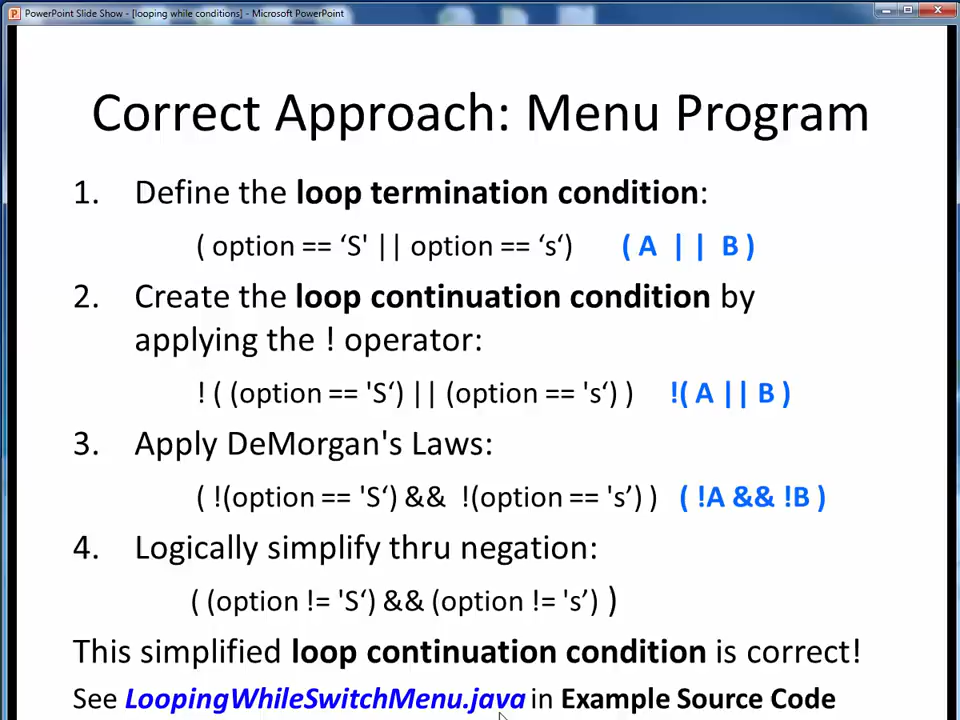 PowerPoint Slide Show - [looping while conditions] - Microsoft PowerPoint
Correct Approach: Menu Program
1. Define the loop termination condition:
( option == ‘S' || option == ‘s‘) ( A || B )
2. Create the loop continuation condition by
applying the ! operator:
! ( (option == 'S‘) || (option == 's‘) ) !( A || B )
3. Apply DeMorgan's Laws:
( !(option == 'S‘) && !(option == 's’) ) ( !A && !B )
4. Logically simplify thru negation:
( (option != 'S‘) && (option != 's’) )
This simplified loop continuation condition is correct!
See LoopingWhileSwitchMenu.java in Example Source Code